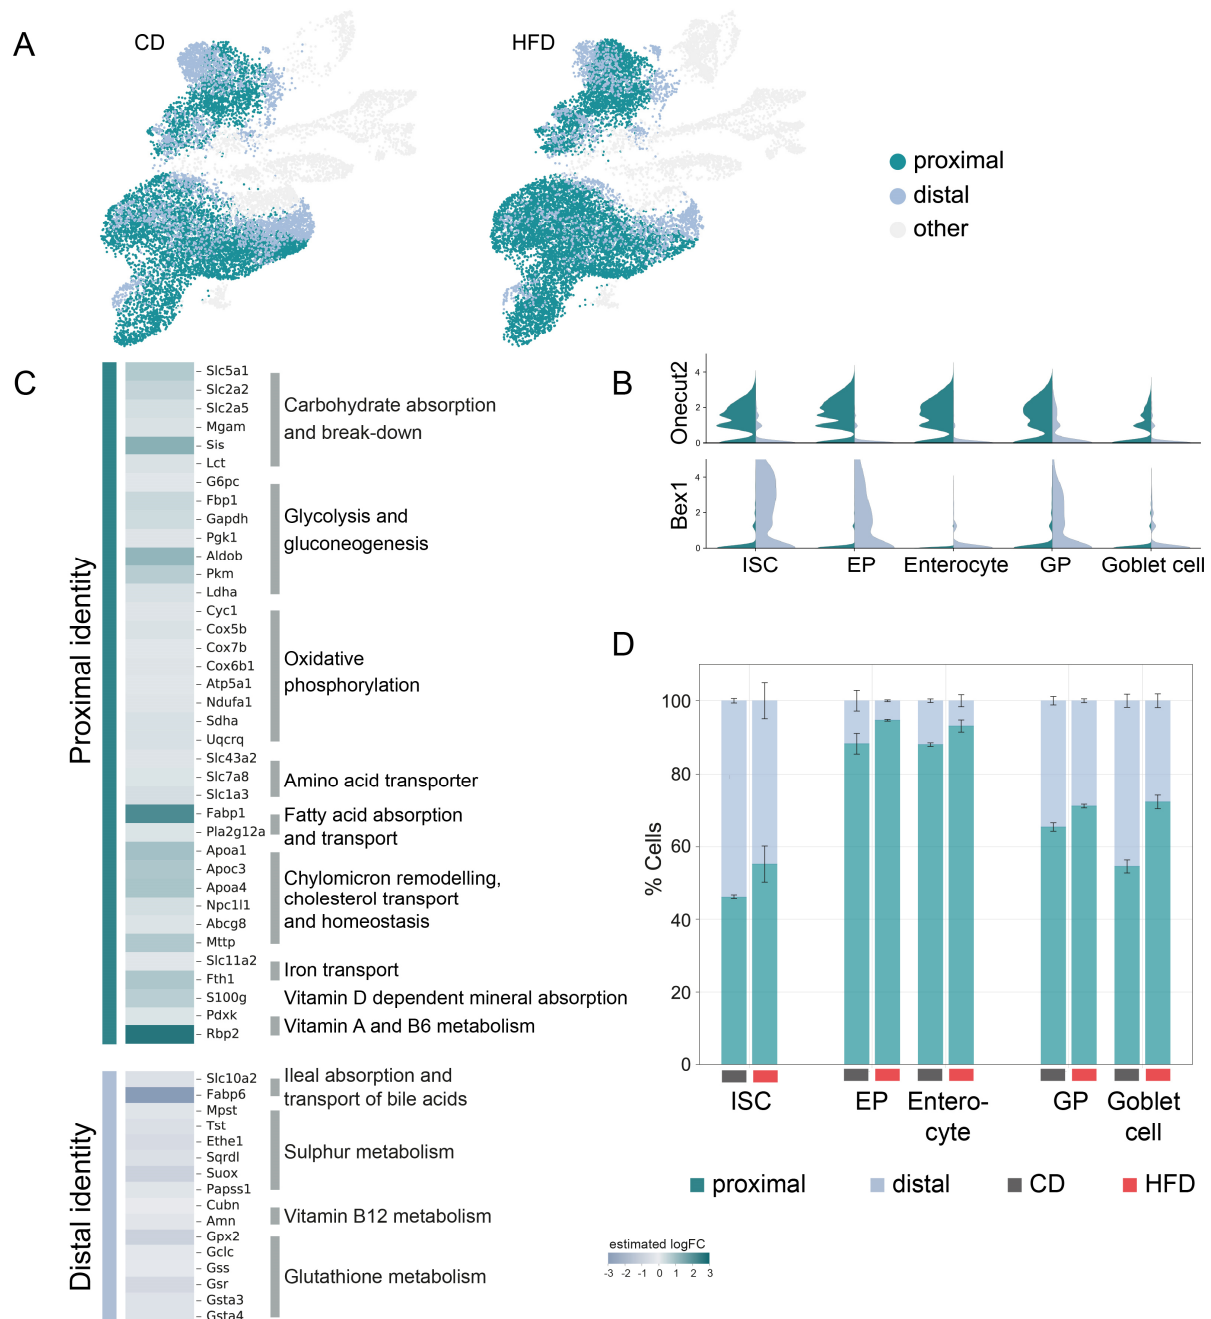 A
CD
HFD
proximal
distal
other
C
Proximal identity
Slc5a1
Slc2a2
Slc2a5
Mgam
Sis
Lct
G6pc
Fbp1
Gapdh
Pgk1
Aldob
Pkm
Ldha
Cyc1
Cox5b
Cox7b
Cox6b1
Atp5a1
Ndufa1
Sdha
Uqcrq
Slc43a2
Slc7a8
Slc1a3
Fabp1
Pla2g12a
Apoa1
Apoc3
Apoa4
Npc1l1
Abcg8
Mttp
Slc11a2
Fth1
S100g
Pdxk
Rbp2
Carbohydrate absorption
and break-down
Glycolysis and
gluconeogenesis
Oxidative
phosphorylation
Amino acid transporter
Fatty acid absorption
and transport
Chylomicron remodelling,
cholesterol transport
and homeostasis
Iron transport
Vitamin D dependent mineral absorption
Vitamin A and B6 metabolism
Distal identity
Slc10a2
Fabp6
Mpst
Tst
Ethe1
Sqrdl
Suox
Papss1
Cubn
Amn
Gpx2
Gclc
Gss
Gsr
Gsta3
Gsta4
Ileal absorption and
transport of bile acids
Sulphur metabolism
Vitamin B12 metabolism
Glutathione metabolism
estimated logFC
-3 -2 -1 0 1 2 3
B
Onecut2
4
2
0
Bex1
4
2
0
ISC EP Enterocyte GP Goblet cell
D
% Cells
100
80
60
40
20
0
ISC EP Entero- GP Goblet
cyte cell
proximal distal CD HFD